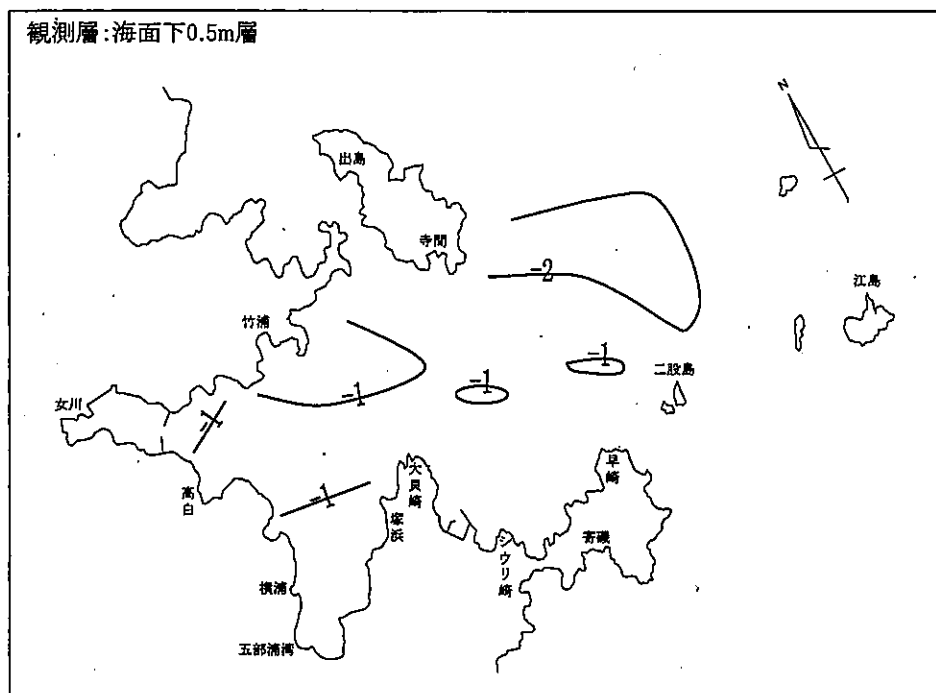 観測層:海面下0.5m層
N
出島
寺間
-2
江島
竹浦
-1
-1
-1
二股島
女川
-1
高白
-1
大貝崎
塚浜
早崎
寄磯
シウリ崎
横浦
五部浦湾